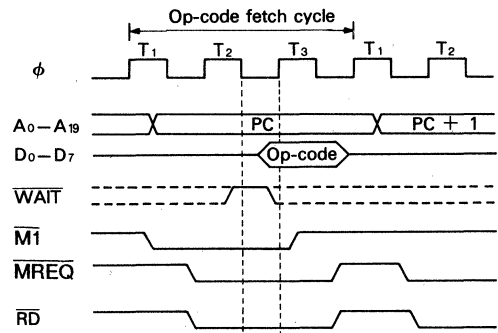 Op-code fetch cycle
T1 T2 T3 T1 T2
φ
A0–A19 PC PC + 1
D0–D7 Op-code
WAIT
M1
MREQ
RD